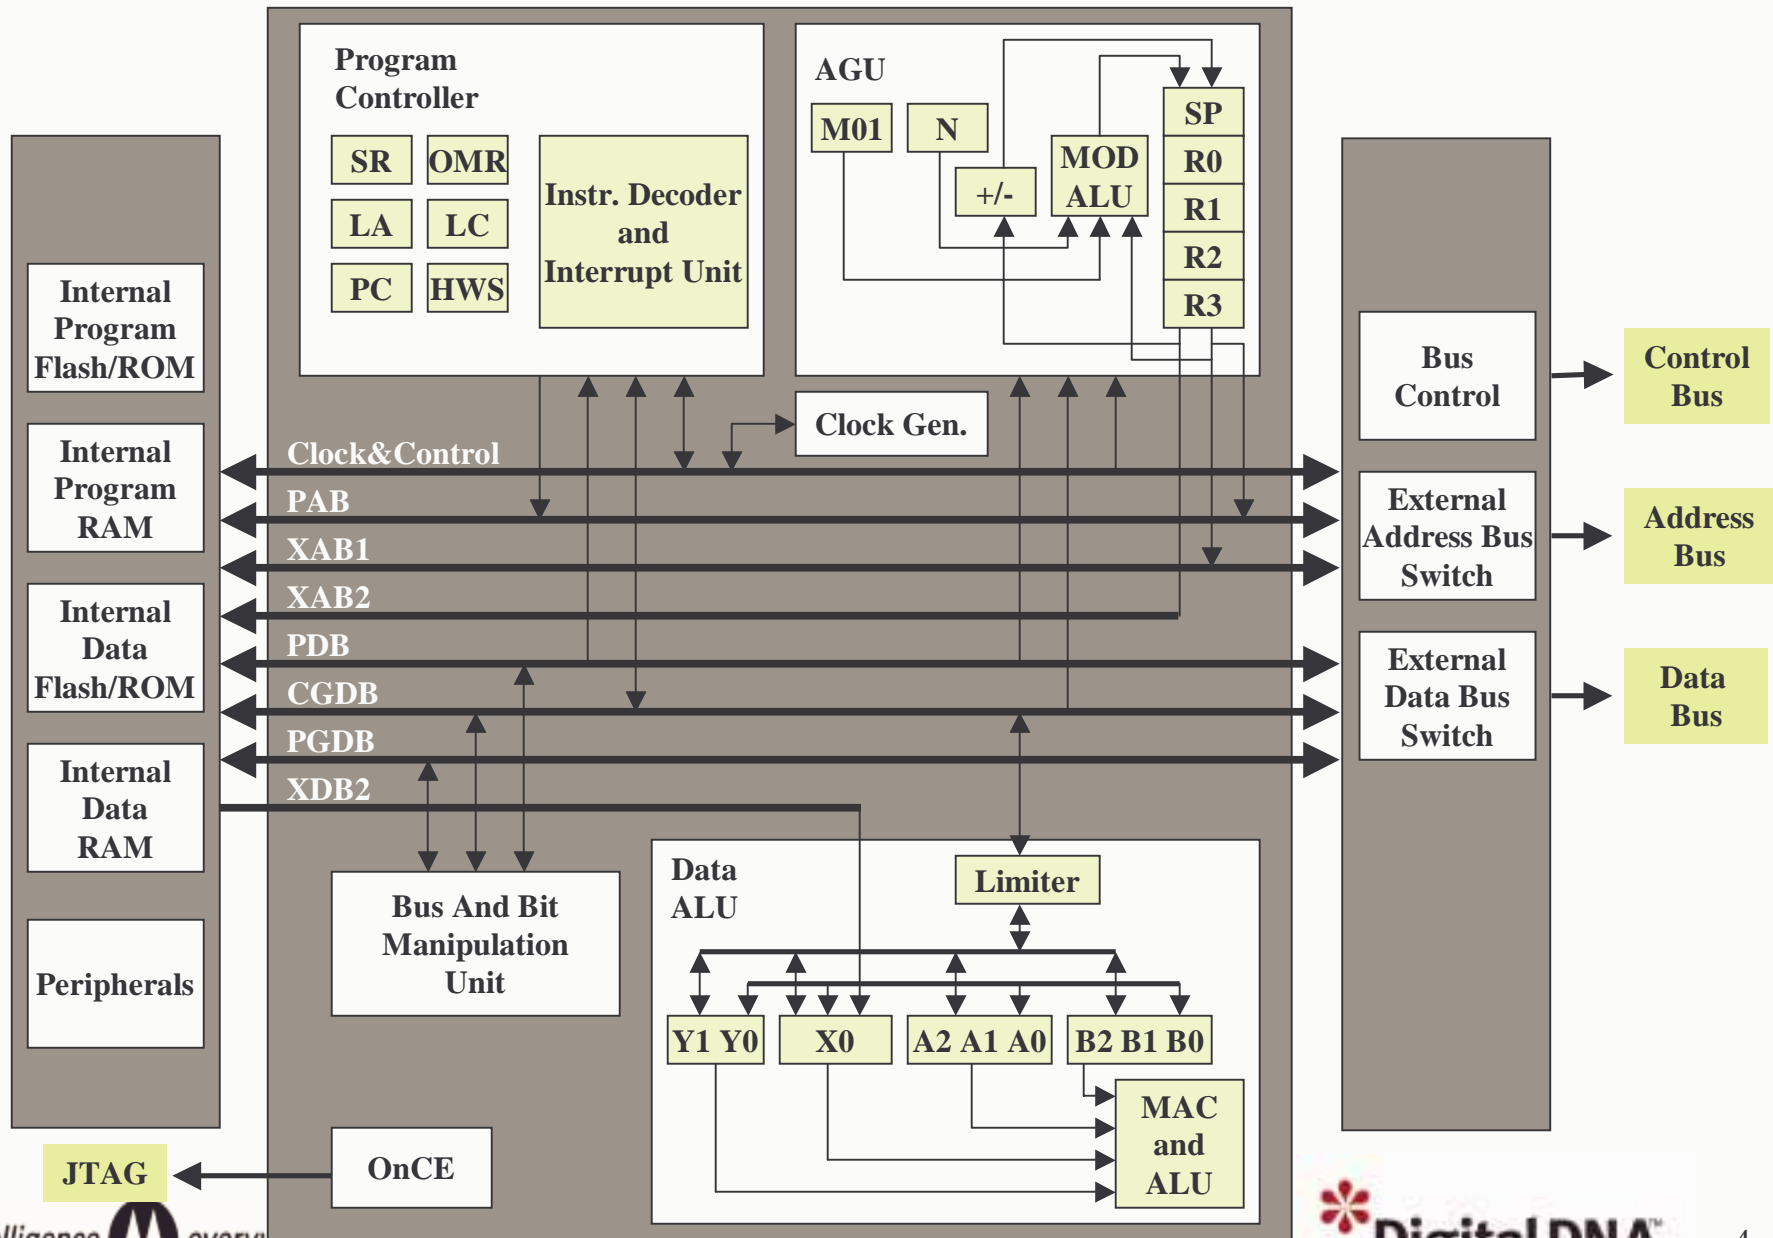 Program
Controller
SR
OMR
LA
LC
PC
HWS
Instr. Decoder
and
Interrupt Unit
AGU
M01
N
+/-
MOD
ALU
SP
R0
R1
R2
R3
Internal
Program
Flash/ROM
Internal
Program
RAM
Internal
Data
Flash/ROM
Internal
Data
RAM
Peripherals
Clock Gen.
Clock&Control
PAB
XAB1
XAB2
PDB
CGDB
PGDB
XDB2
Bus
Control
External
Address Bus
Switch
External
Data Bus
Switch
Control
Bus
Address
Bus
Data
Bus
Bus And Bit
Manipulation
Unit
Data
ALU
Limiter
Y1 Y0
X0
A2 A1 A0
B2 B1 B0
MAC
and
ALU
OnCE
JTAG
Digital DNA™
4